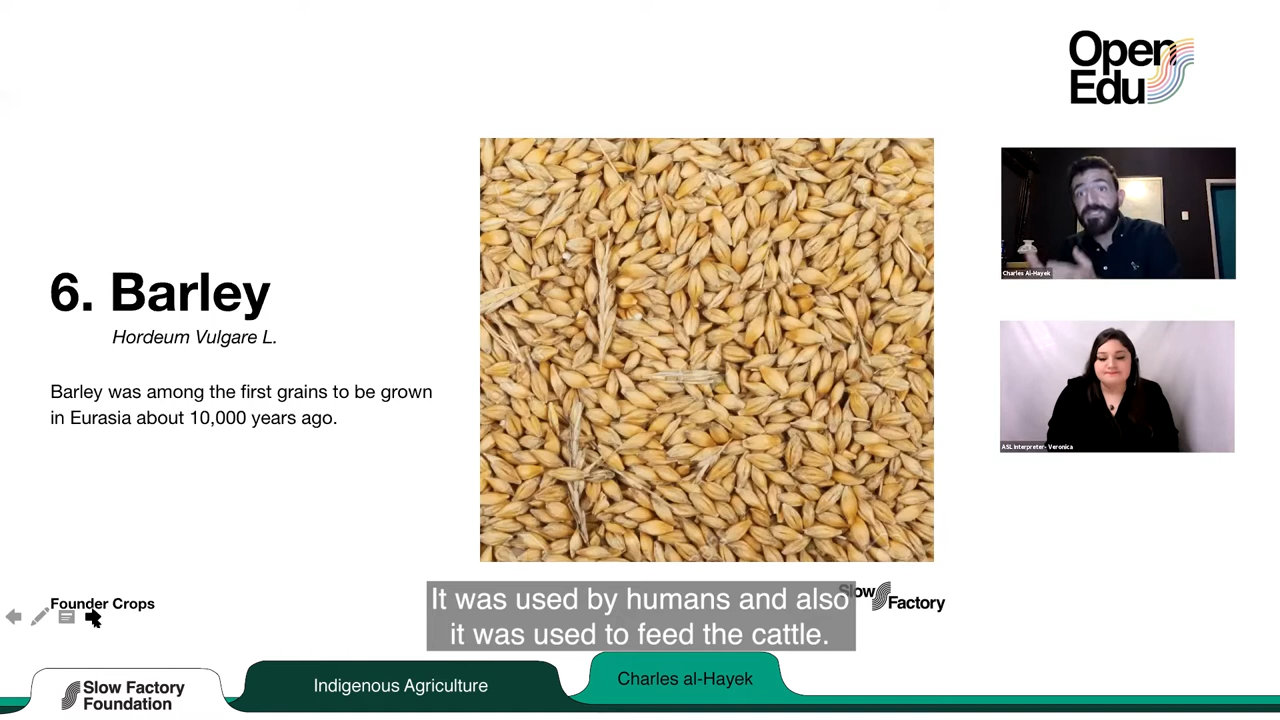 Open
Edu
6. Barley
Hordeum Vulgare L.
Barley was among the first grains to be grown
in Eurasia about 10,000 years ago.
Charles Al-Hayek
ASL Interpreter- Veronica
Founder Crops
Slow
Factory
It was used by humans and also
it was used to feed the cattle.
Slow Factory
Foundation
Indigenous Agriculture
Charles al-Hayek